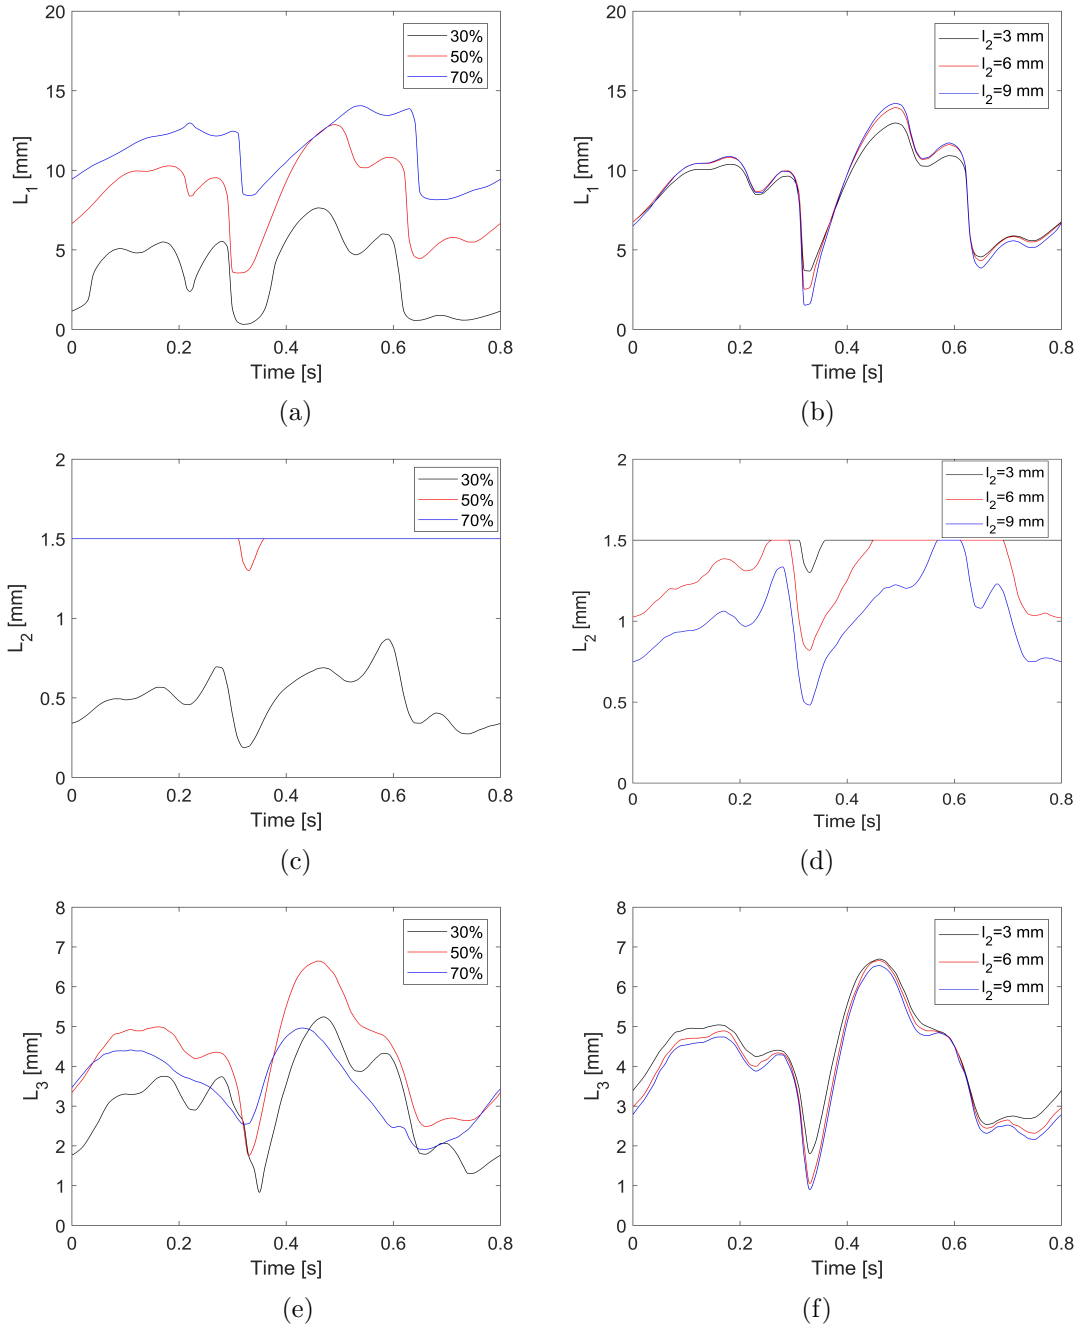 20
15
10
5
0
L1 [mm]
30%
50%
70%
0 0.2 0.4 0.6 0.8
Time [s]
(a)
20
15
10
5
0
L1 [mm]
l2=3 mm
l2=6 mm
l2=9 mm
0 0.2 0.4 0.6 0.8
Time [s]
(b)
2
1.5
1
0.5
0
L2 [mm]
30%
50%
70%
0 0.2 0.4 0.6 0.8
Time [s]
(c)
2
1.5
1
0.5
0
L2 [mm]
l2=3 mm
l2=6 mm
l2=9 mm
0 0.2 0.4 0.6 0.8
Time [s]
(d)
8
7
6
5
4
3
2
1
0
L3 [mm]
30%
50%
70%
0 0.2 0.4 0.6 0.8
Time [s]
(e)
8
7
6
5
4
3
2
1
0
L3 [mm]
l2=3 mm
l2=6 mm
l2=9 mm
0 0.2 0.4 0.6 0.8
Time [s]
(f)